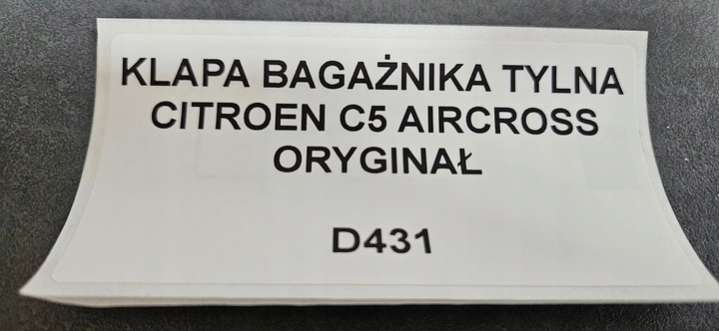 KLAPA BAGAŻNIKA TYLNA
CITROEN C5 AIRCROSS
ORYGINAŁ
D431